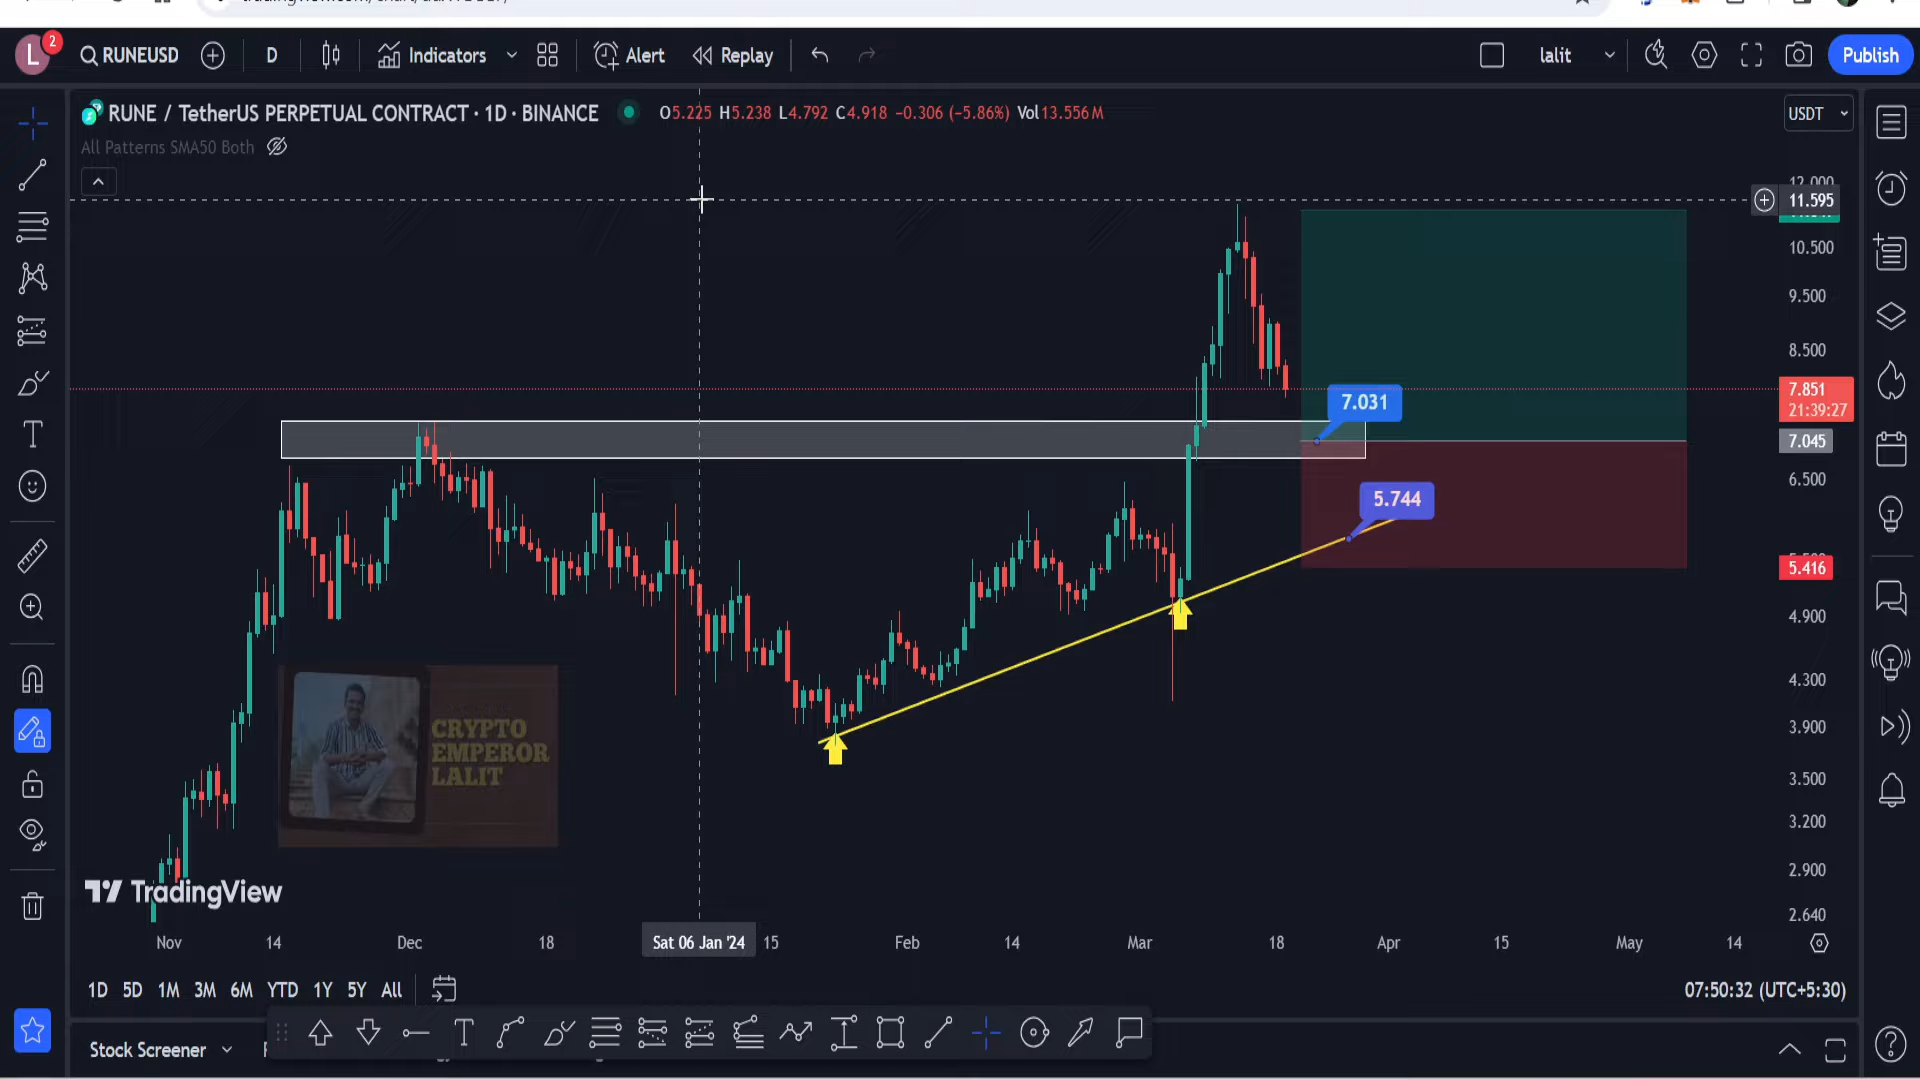 L 2 RUNEUSD D Indicators Alert Replay lalit Publish
RUNE / TetherUS PERPETUAL CONTRACT · 1D · BINANCE O5.225 H5.238 L4.792 C4.918 −0.306 (−5.86%) Vol13.556 M USDT
All Patterns SMA50 Both
12.000
11.595
10.500
9.500
8.500
7.851
21:39:27
7.031
7.045
6.500
5.744
5.416
4.900
4.300
3.900
3.500
3.200
2.900
2.640
CRYPTO
EMPEROR
LALIT
TradingView
Nov 14 Dec 18 Sat 06 Jan '24 15 Feb 14 Mar 18 Apr 15 May 14
1D 5D 1M 3M 6M YTD 1Y 5Y All 07:50:32 (UTC+5:30)
Stock Screener